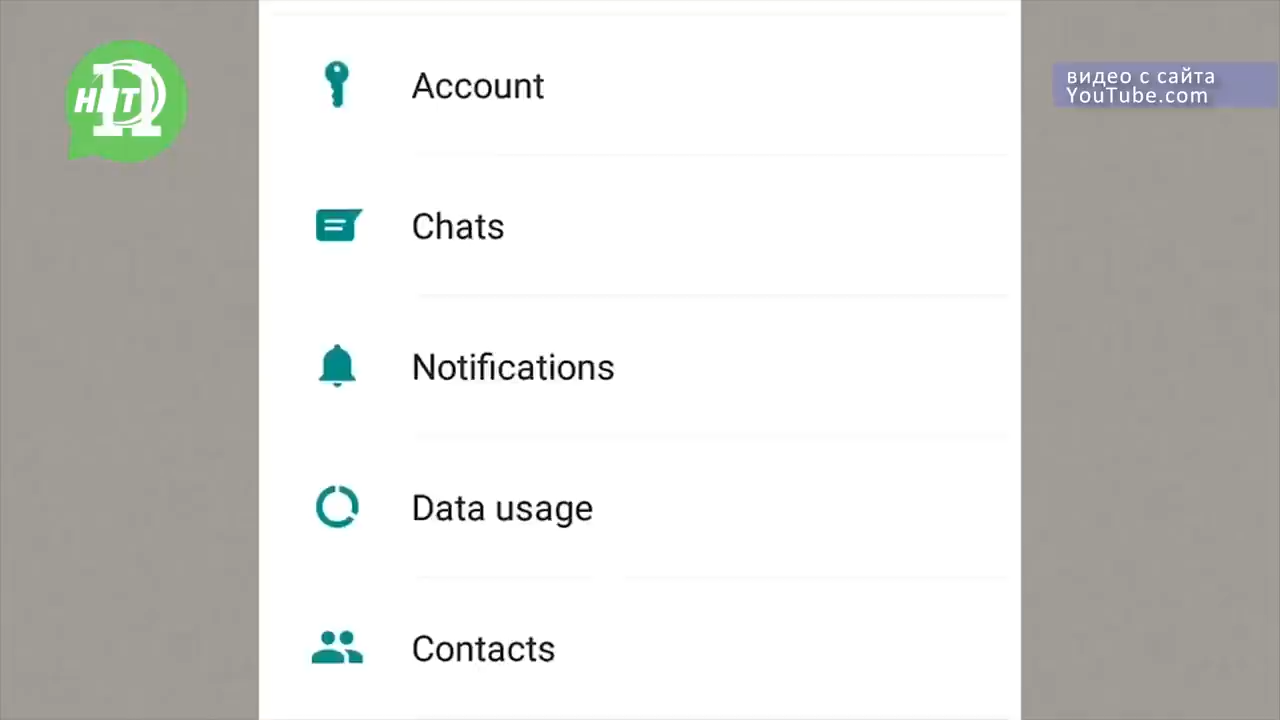 Account
видео с сайта
YouTube.com
Chats
Notifications
Data usage
Contacts